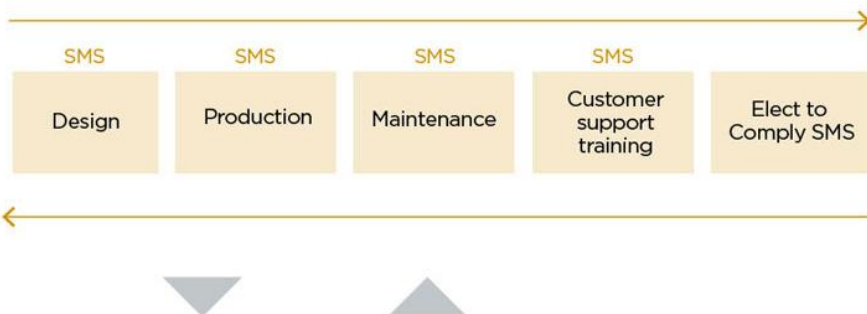 SMS
SMS
SMS
SMS
Design
Production
Maintenance
Customer
support
training
Elect to
Comply SMS